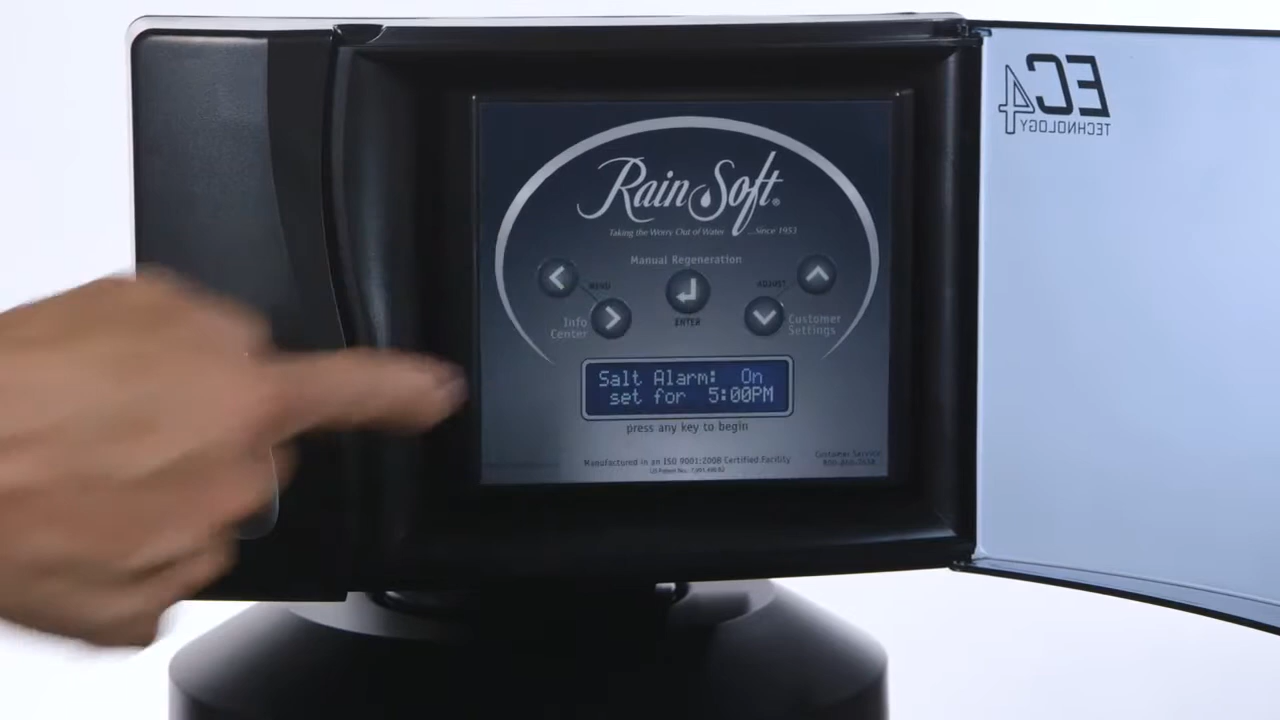 EC4
TECHNOLOGY
RainSoft®
Taking the Worry Out of Water ...Since 1953
Manual Regeneration
MENU
ADJUST
Info
Center
ENTER
Customer
Settings
Salt Alarm: On
set for 5:00PM
press any key to begin
Manufactured in an ISO 9001:2008 Certified Facility
Customer Service